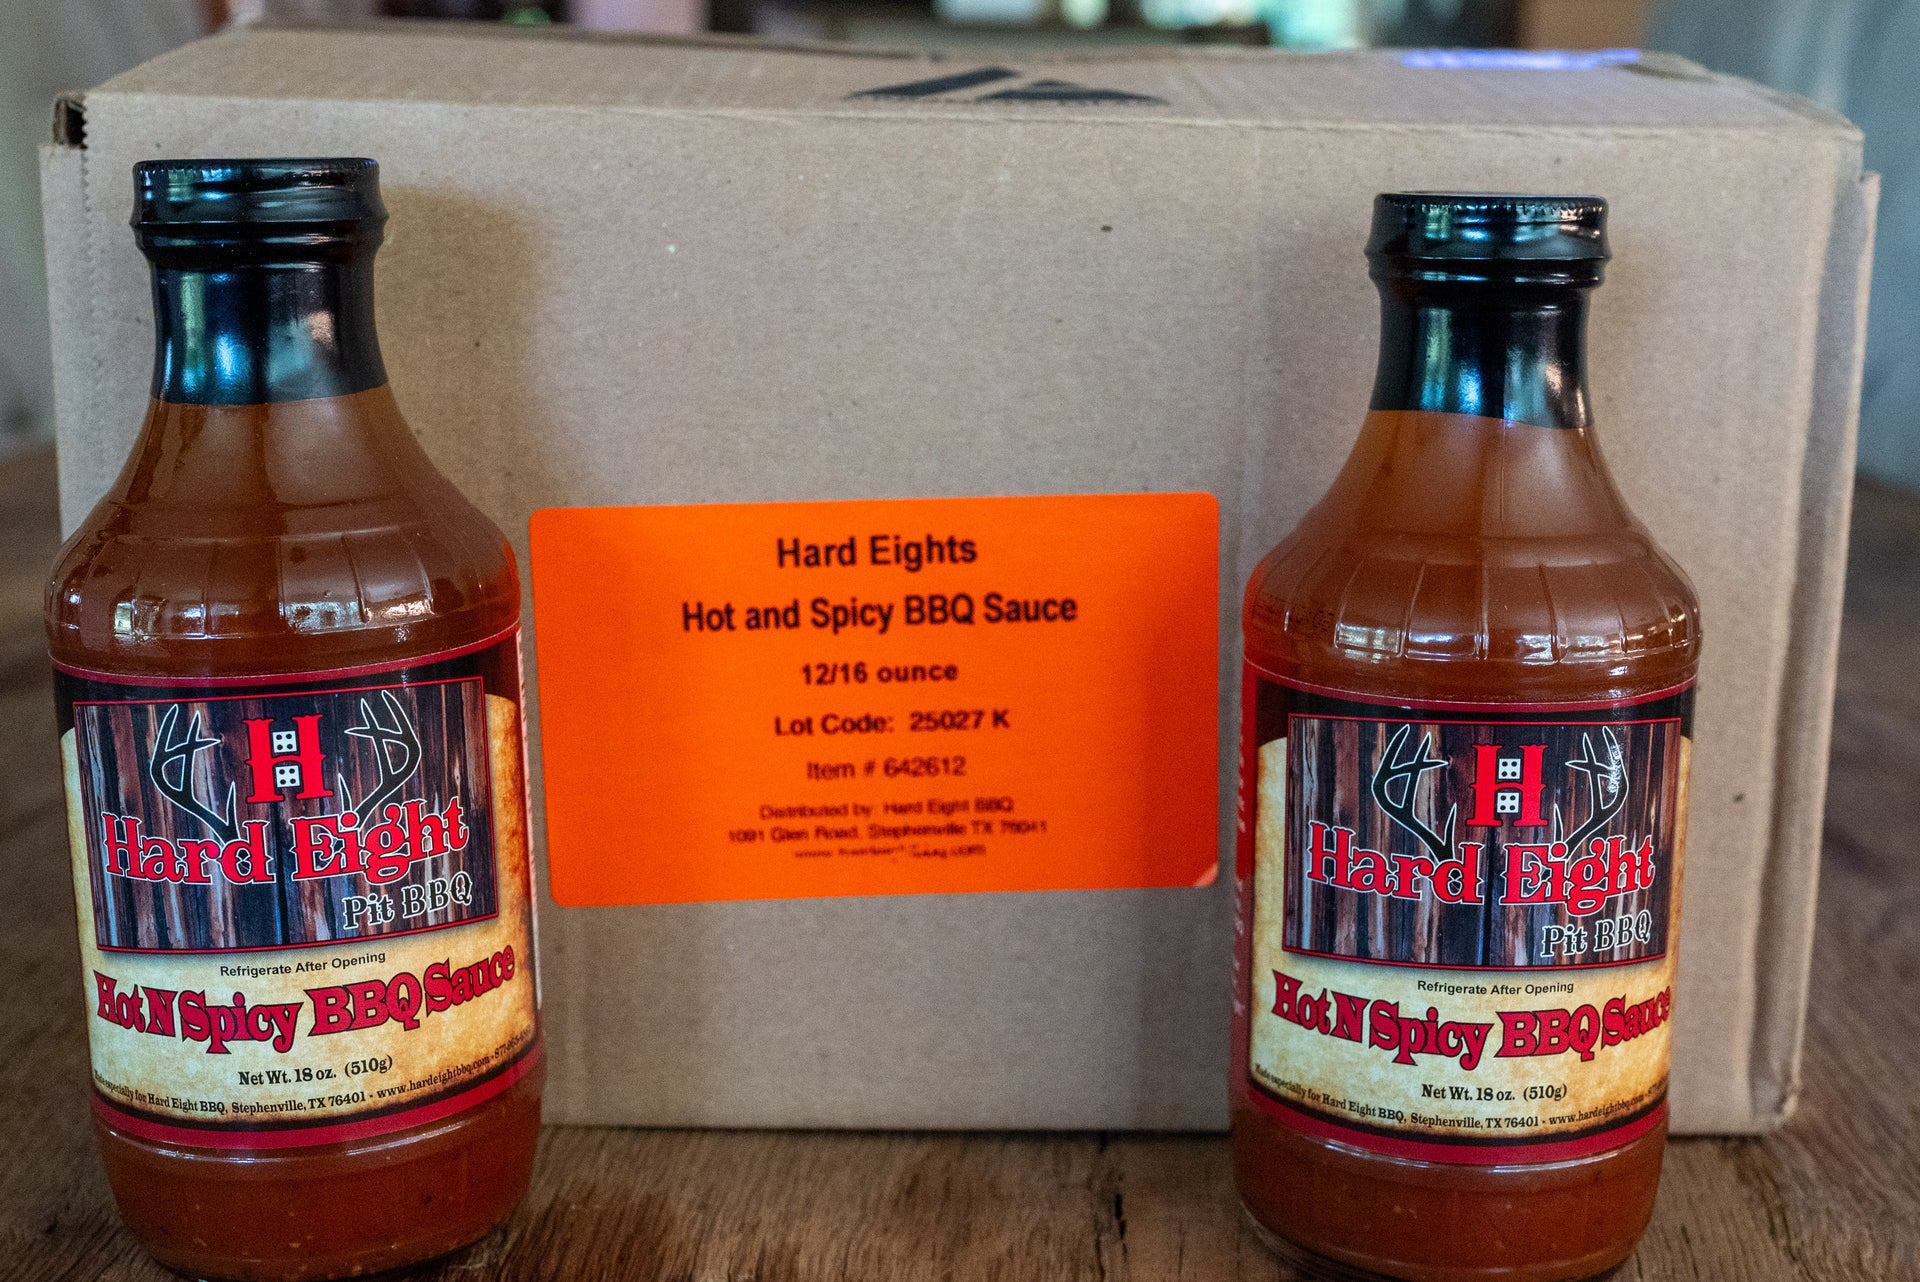 Hard Eights
Hot and Spicy BBQ Sauce
12/16 ounce
Lot Code: 25027 K
Item # 642612
Distributed by: Hard Eight BBQ
1091 Glen Road, Stephenville TX 76041
H
Hard Eight
Pit BBQ
Refrigerate After Opening
Hot N Spicy BBQ Sauce
Net Wt. 18 oz. (510g)
Made especially for Hard Eight BBQ, Stephenville, TX 76401 - www.hardeightbbq.com
H
Hard Eight
Pit BBQ
Refrigerate After Opening
Hot N Spicy BBQ Sauce
Net Wt. 18 oz. (510g)
Made especially for Hard Eight BBQ, Stephenville, TX 76401 - www.hardeightbbq.com